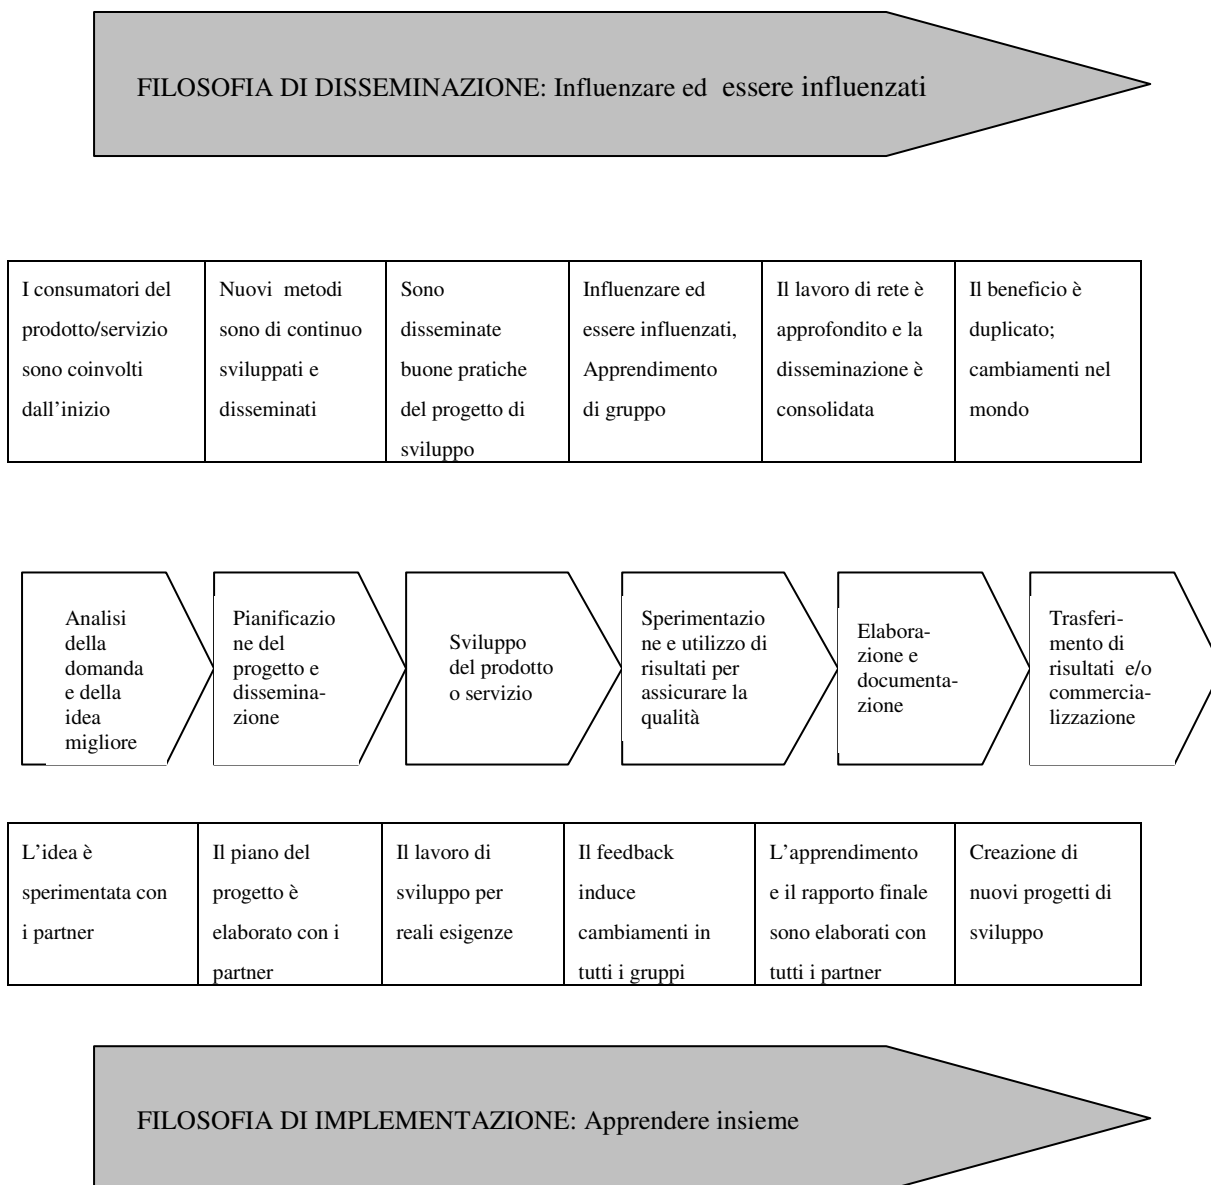 FILOSOFIA DI DISSEMINAZIONE: Influenzare ed essere influenzati
I consumatori del
prodotto/servizio
sono coinvolti
dall’inizio
Nuovi metodi
sono di continuo
sviluppati e
disseminati
Sono
disseminate
buone pratiche
del progetto di
sviluppo
Influenzare ed
essere influenzati,
Apprendimento
di gruppo
Il lavoro di rete è
approfondito e la
disseminazione è
consolidata
Il beneficio è
duplicato;
cambiamenti nel
mondo
Analisi
della
domanda
e della
idea
migliore
Pianificazio
ne del
progetto e
dissemina-
zione
Sviluppo
del prodotto
o servizio
Sperimentazio
ne e utilizzo di
risultati per
assicurare la
qualità
Elabora-
zione e
documenta-
zione
Trasferi-
mento di
risultati e/o
commercia-
lizzazione
L’idea è
sperimentata con
i partner
Il piano del
progetto è
elaborato con i
partner
Il lavoro di
sviluppo per
reali esigenze
Il feedback
induce
cambiamenti in
tutti i gruppi
L’apprendimento
e il rapporto finale
sono elaborati con
tutti i partner
Creazione di
nuovi progetti di
sviluppo
FILOSOFIA DI IMPLEMENTAZIONE: Apprendere insieme